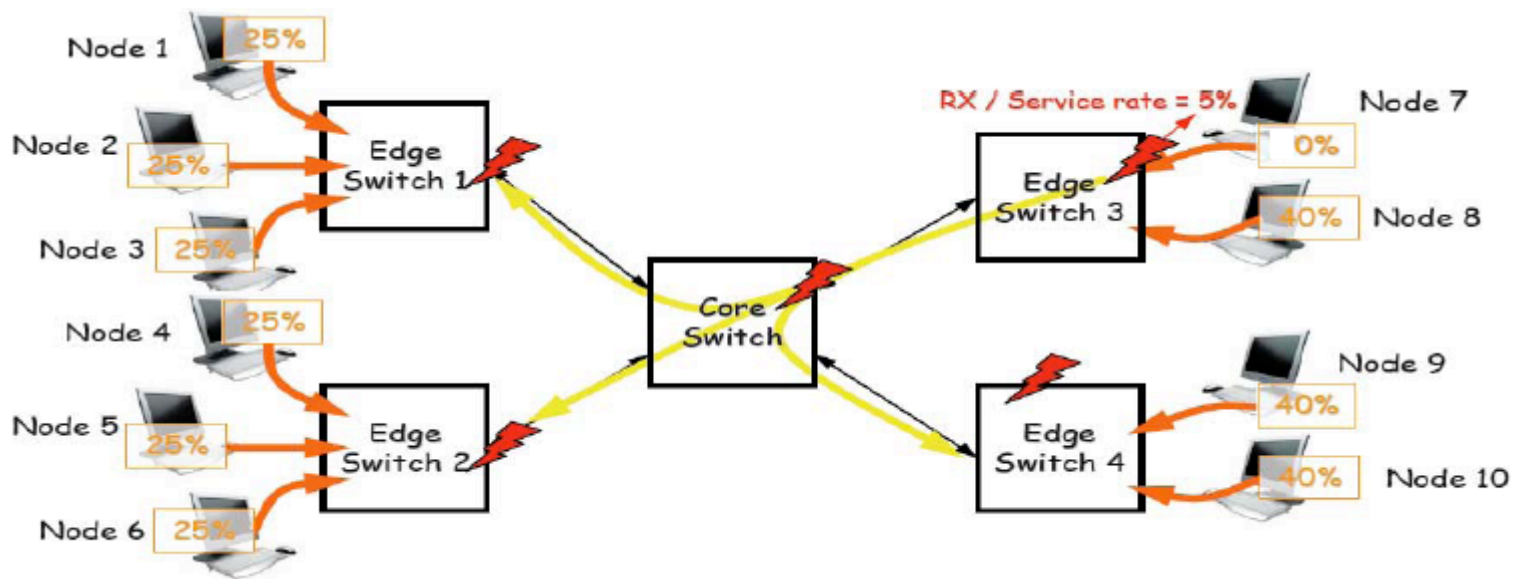 Node 1
25%
Node 2
25%
Node 3
25%
Edge
Switch 1
Node 4
25%
Node 5
25%
Node 6
25%
Edge
Switch 2
Core
Switch
RX / Service rate = 5%
Node 7
0%
Node 8
40%
Edge
Switch 3
Node 9
40%
Node 10
40%
Edge
Switch 4